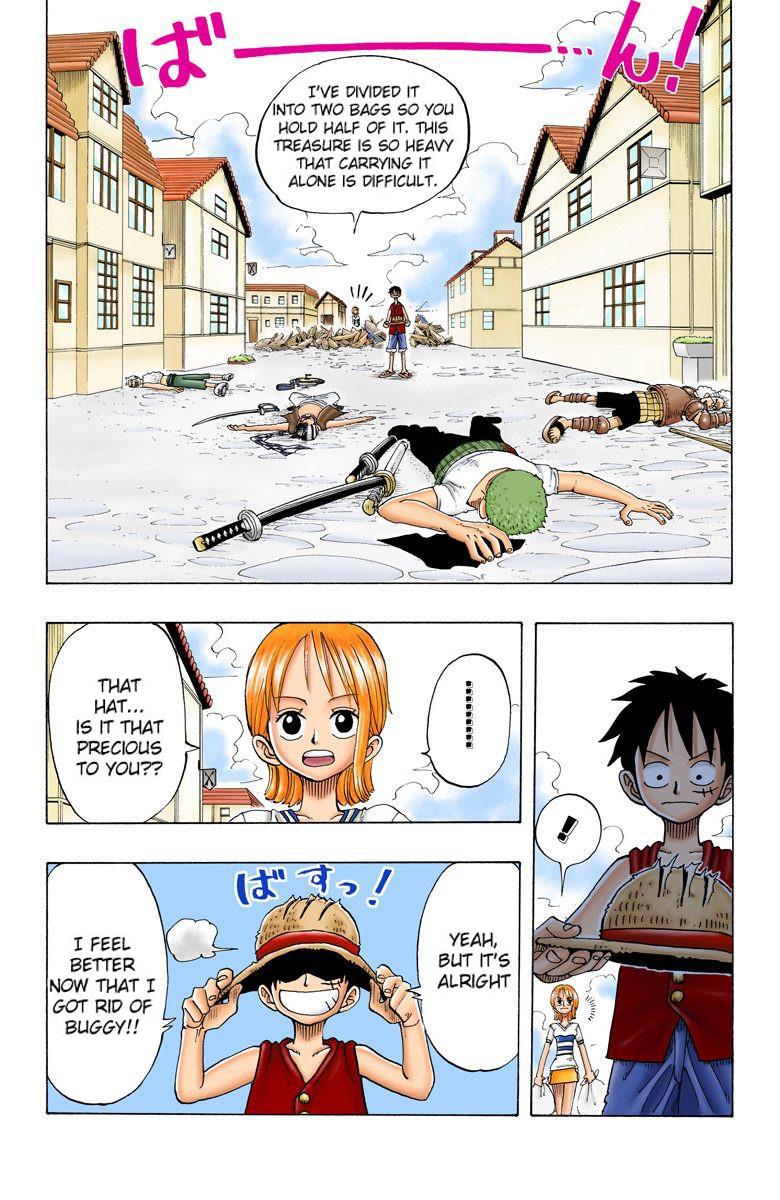 ば ー … ん!
I'VE DIVIDED IT
INTO TWO BAGS SO YOU
HOLD HALF OF IT. THIS
TREASURE IS SO HEAVY
THAT CARRYING IT
ALONE IS DIFFICULT.
!
.........
THAT
HAT...
IS IT THAT
PRECIOUS
TO YOU??
ばすっ!
YEAH,
BUT IT'S
ALRIGHT
I FEEL
BETTER
NOW THAT I
GOT RID OF
BUGGY!!